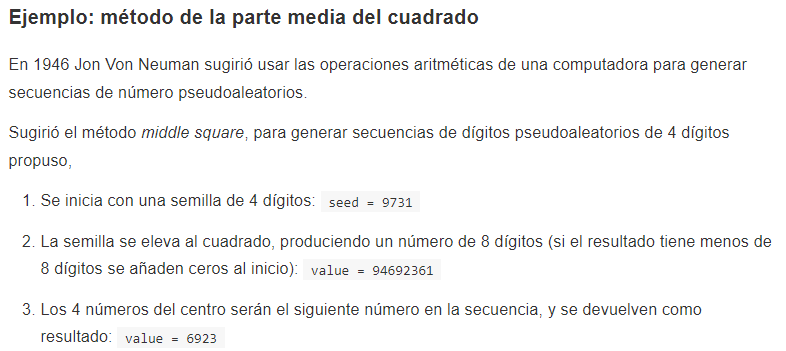 Ejemplo: método de la parte media del cuadrado
En 1946 Jon Von Neuman sugirió usar las operaciones aritméticas de una computadora para generar
secuencias de número pseudoaleatorios.
Sugirió el método middle square, para generar secuencias de dígitos pseudoaleatorios de 4 dígitos
propuso,
1. Se inicia con una semilla de 4 dígitos: seed = 9731
2. La semilla se eleva al cuadrado, produciendo un número de 8 dígitos (si el resultado tiene menos de
8 dígitos se añaden ceros al inicio): value = 94692361
3. Los 4 números del centro serán el siguiente número en la secuencia, y se devuelven como
resultado: value = 6923